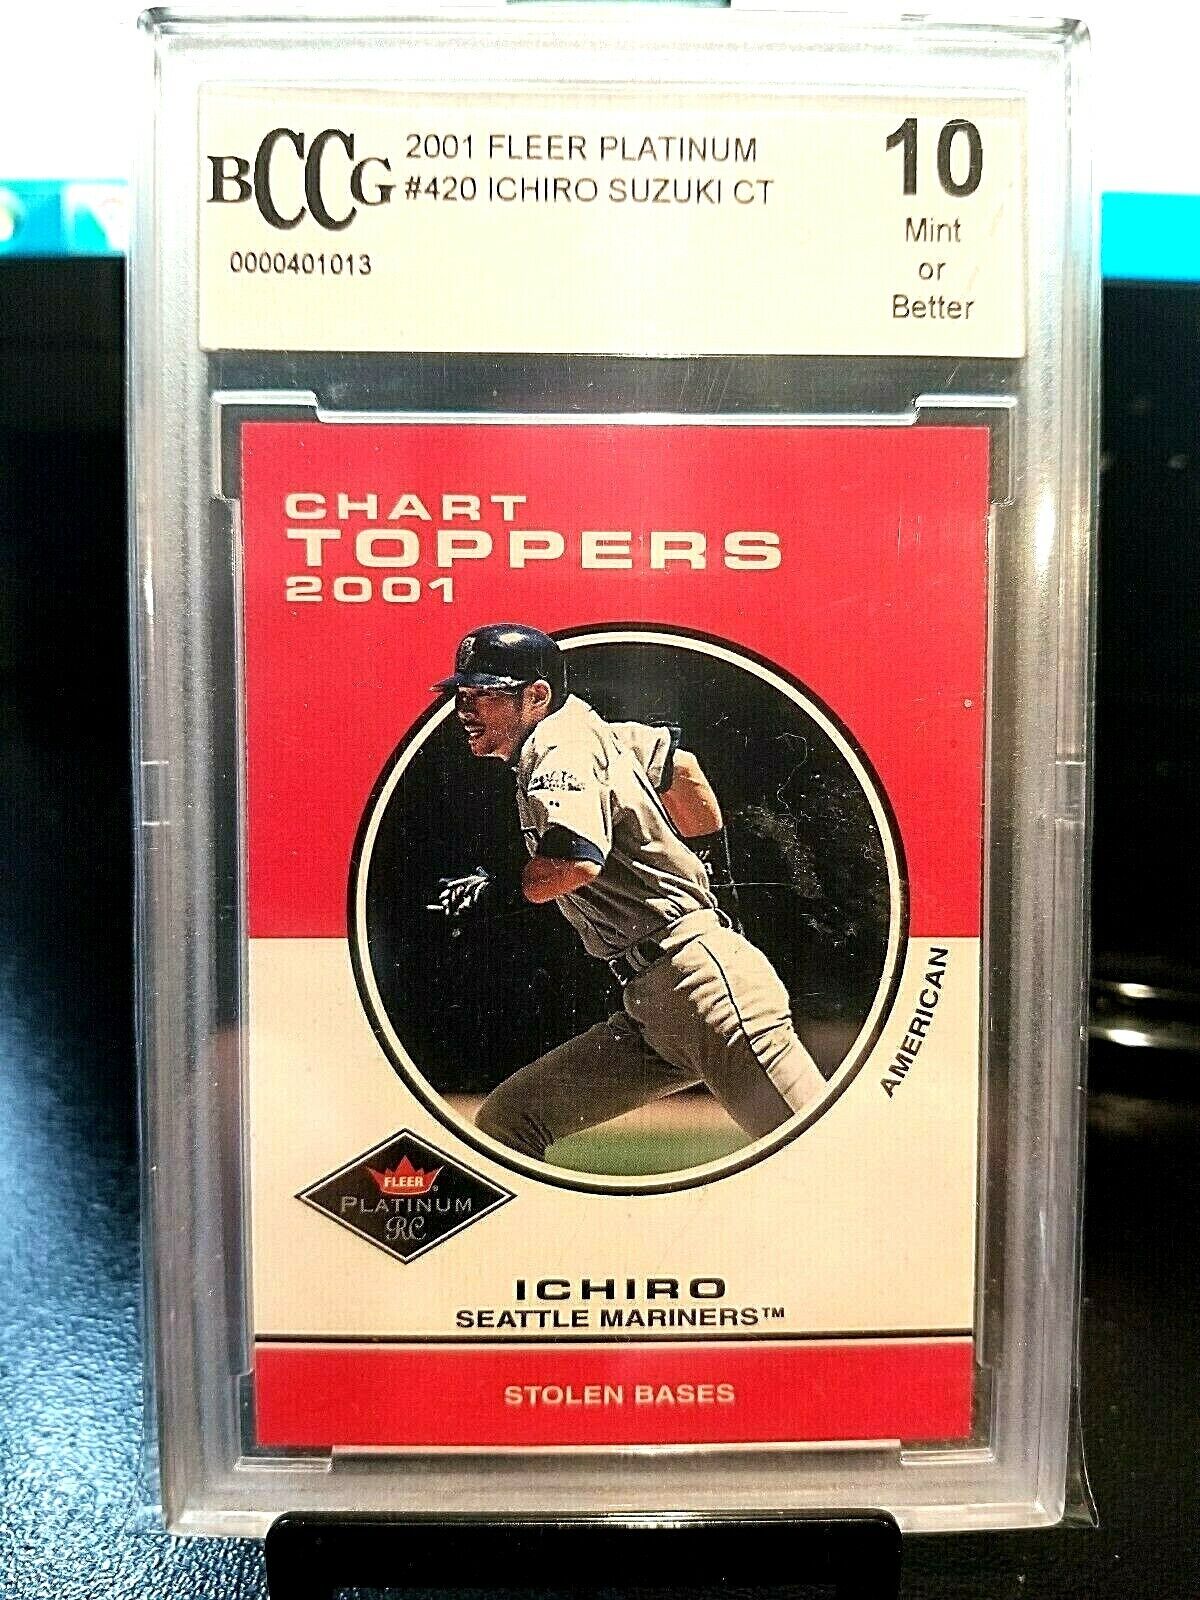 BCCG
2001 FLEER PLATINUM
#420 ICHIRO SUZUKI CT
0000401013
10
Mint
or
Better
CHART
TOPPERS
2001
AMERICAN
FLEER®
PLATINUM
RC
ICHIRO
SEATTLE MARINERS™
STOLEN BASES